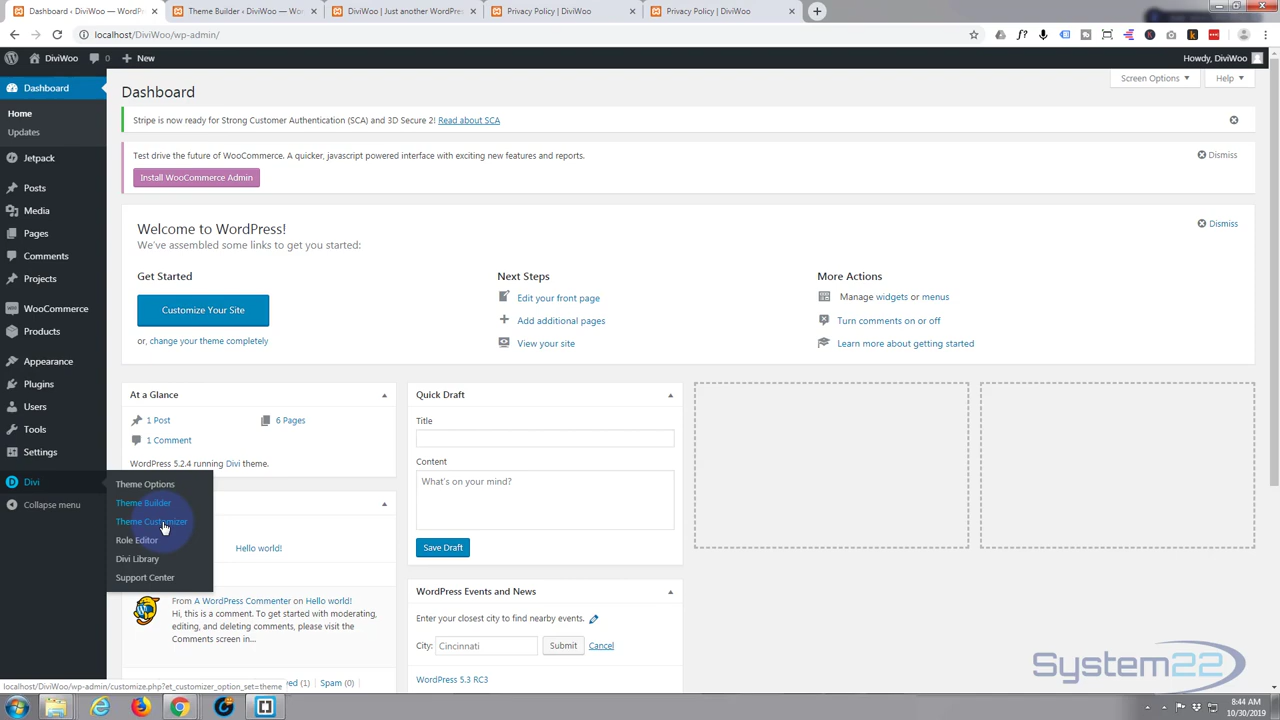 Dashboard ‹ DiviWoo — WordPr
Theme Builder ‹ DiviWoo — Wo
DiviWoo | Just another WordPres
Privacy Policy | DiviWoo
Privacy Policy | DiviWoo
localhost/DiviWoo/wp-admin/
DiviWoo
0
New
Howdy, DiviWoo
Dashboard
Home
Updates
Jetpack
Posts
Media
Pages
Comments
Projects
WooCommerce
Products
Appearance
Plugins
Users
Tools
Settings
Divi
Collapse menu
Theme Options
Theme Builder
Theme Customizer
Role Editor
Divi Library
Support Center
Dashboard
Screen Options
Help
Stripe is now ready for Strong Customer Authentication (SCA) and 3D Secure 2! Read about SCA
Test drive the future of WooCommerce. A quicker, javascript powered interface with exciting new features and reports.
Dismiss
Install WooCommerce Admin
Welcome to WordPress!
Dismiss
We've assembled some links to get you started:
Get Started
Customize Your Site
or, change your theme completely
Next Steps
Edit your front page
Add additional pages
View your site
More Actions
Manage widgets or menus
Turn comments on or off
Learn more about getting started
At a Glance
1 Post
6 Pages
1 Comment
WordPress 5.2.4 running Divi theme.
Hello world!
From A WordPress Commenter on Hello world!
Hi, this is a comment. To get started with moderating,
editing, and deleting comments, please visit the
Comments screen in…
(1)
Spam (0)
Quick Draft
Title
Content
What's on your mind?
Save Draft
WordPress Events and News
Enter your closest city to find nearby events.
City:
Cincinnati
Submit
Cancel
WordPress 5.3 RC3
System22
localhost/DiviWoo/wp-admin/customize.php?et_customizer_option_set=theme
8:44 AM
10/30/2019